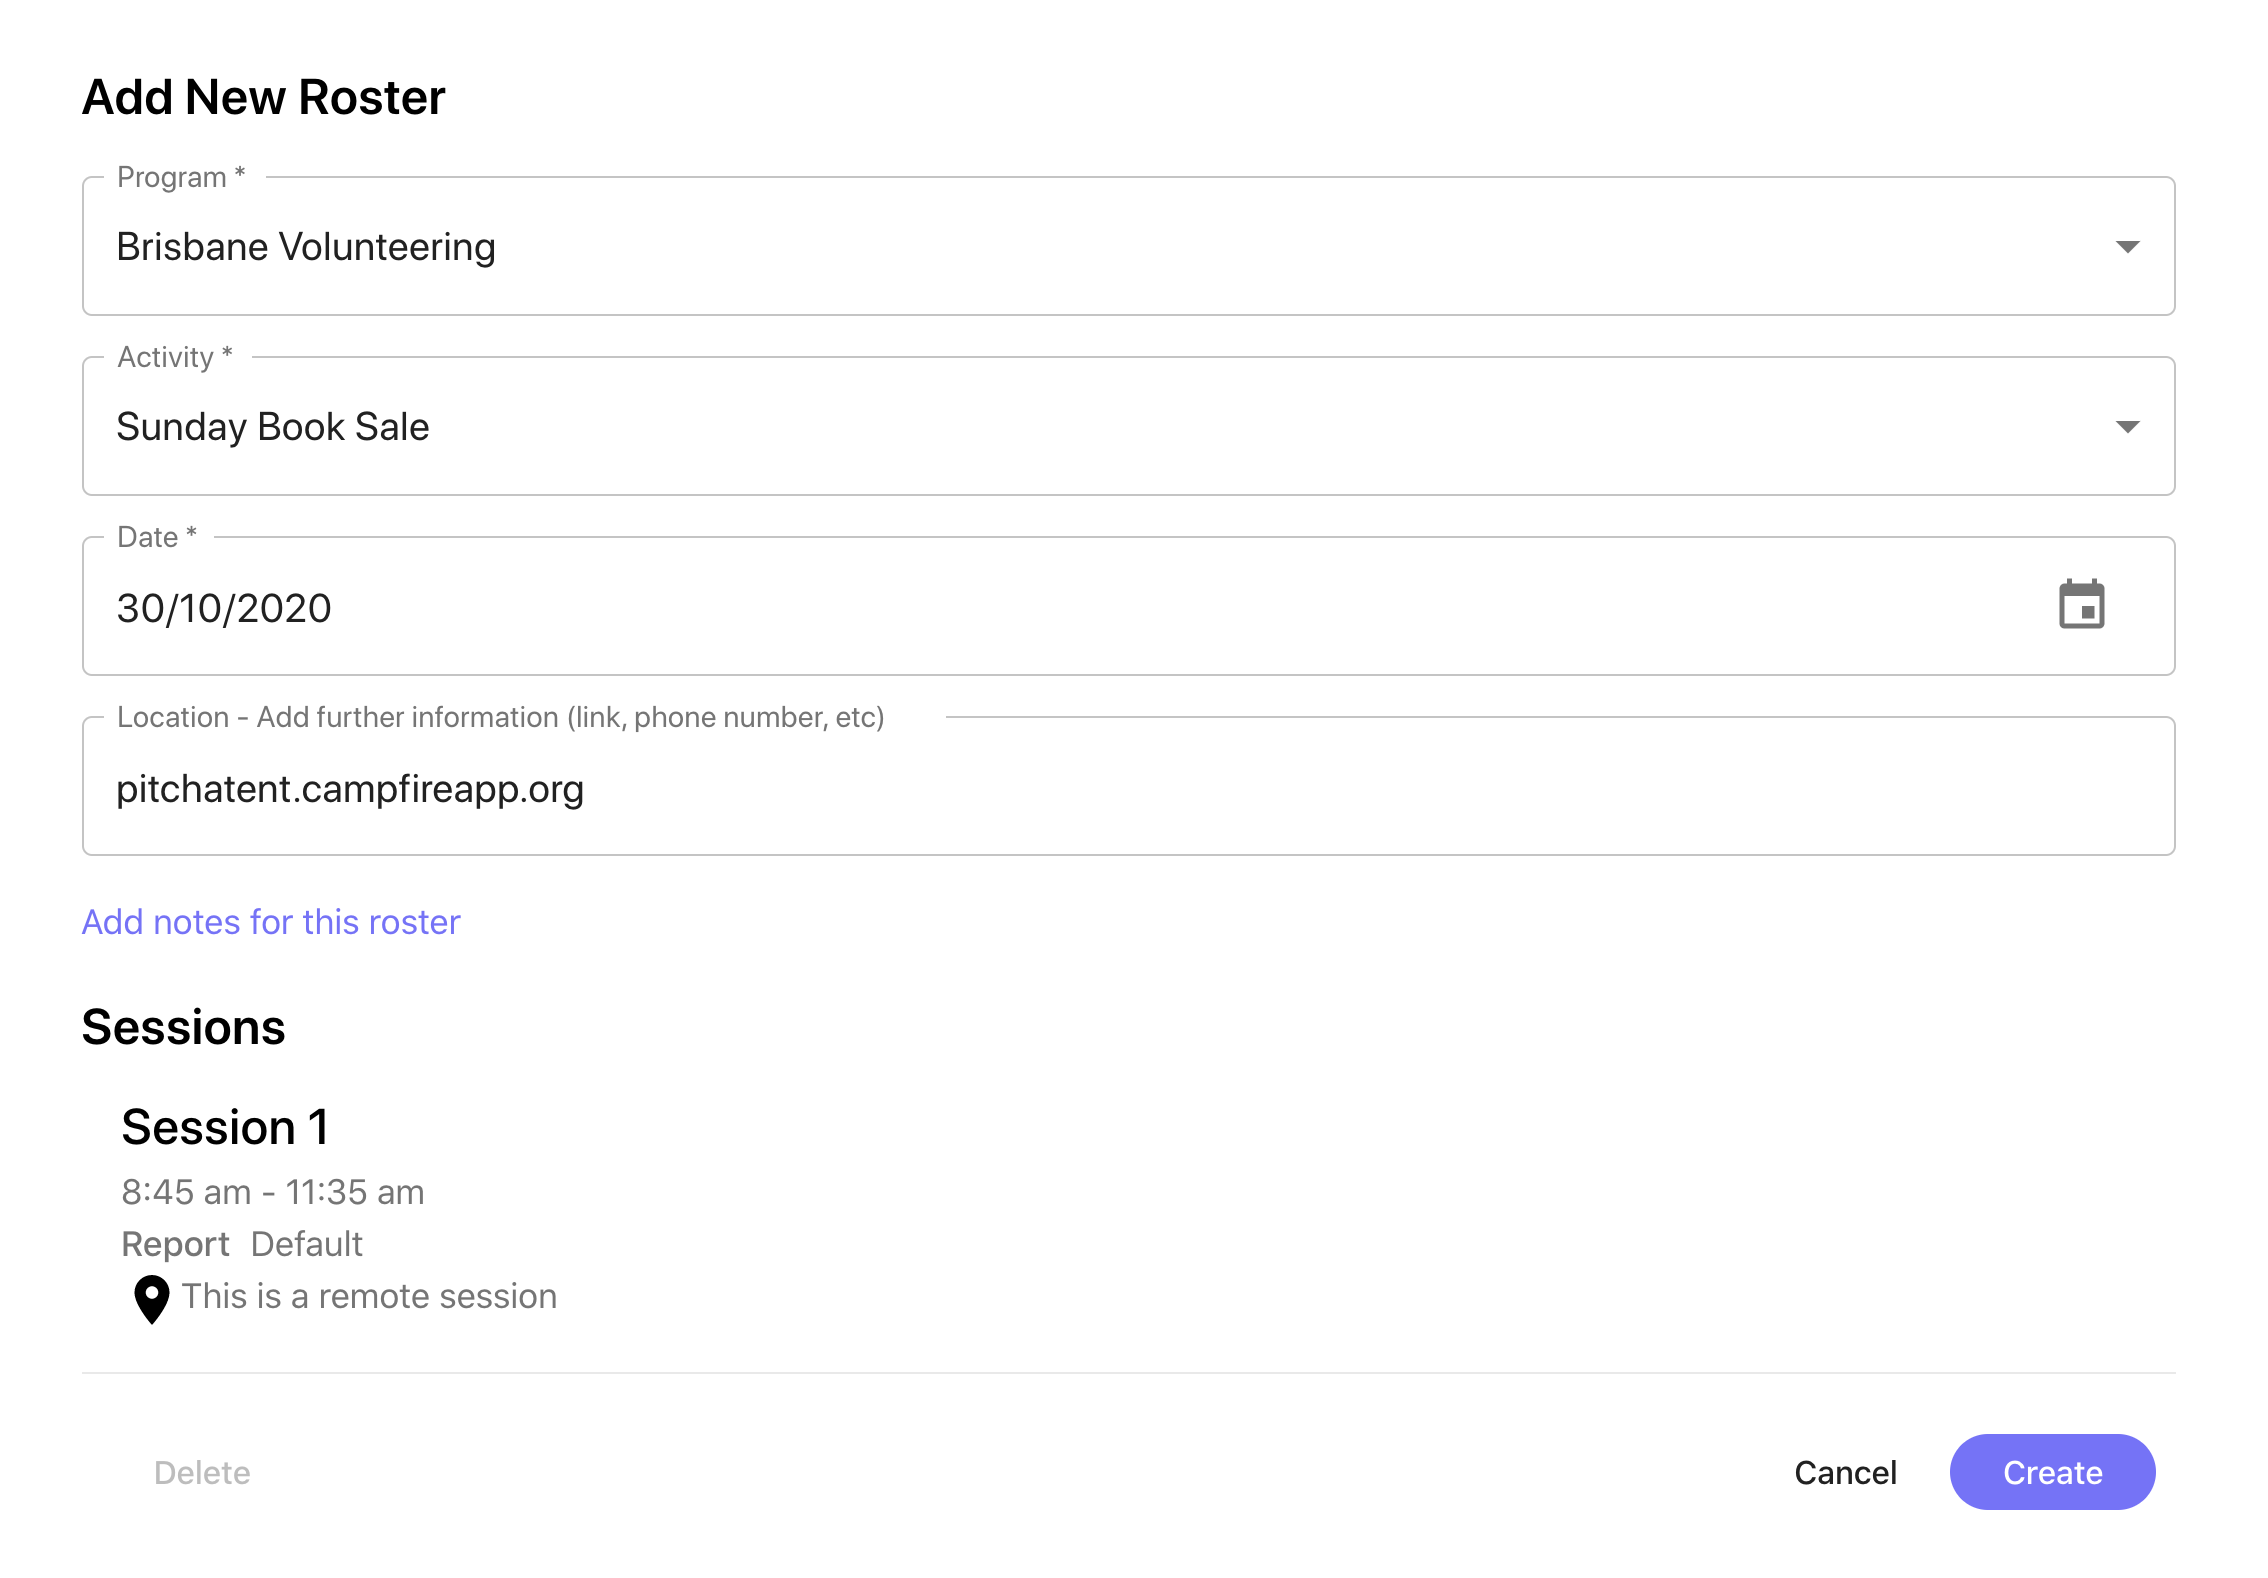 Add New Roster
Program *
Brisbane Volunteering
Activity *
Sunday Book Sale
Date *
30/10/2020
Location - Add further information (link, phone number, etc)
pitchatent.campfireapp.org
Add notes for this roster
Sessions
Session 1
8:45 am - 11:35 am
Report Default
This is a remote session
Delete Cancel Create